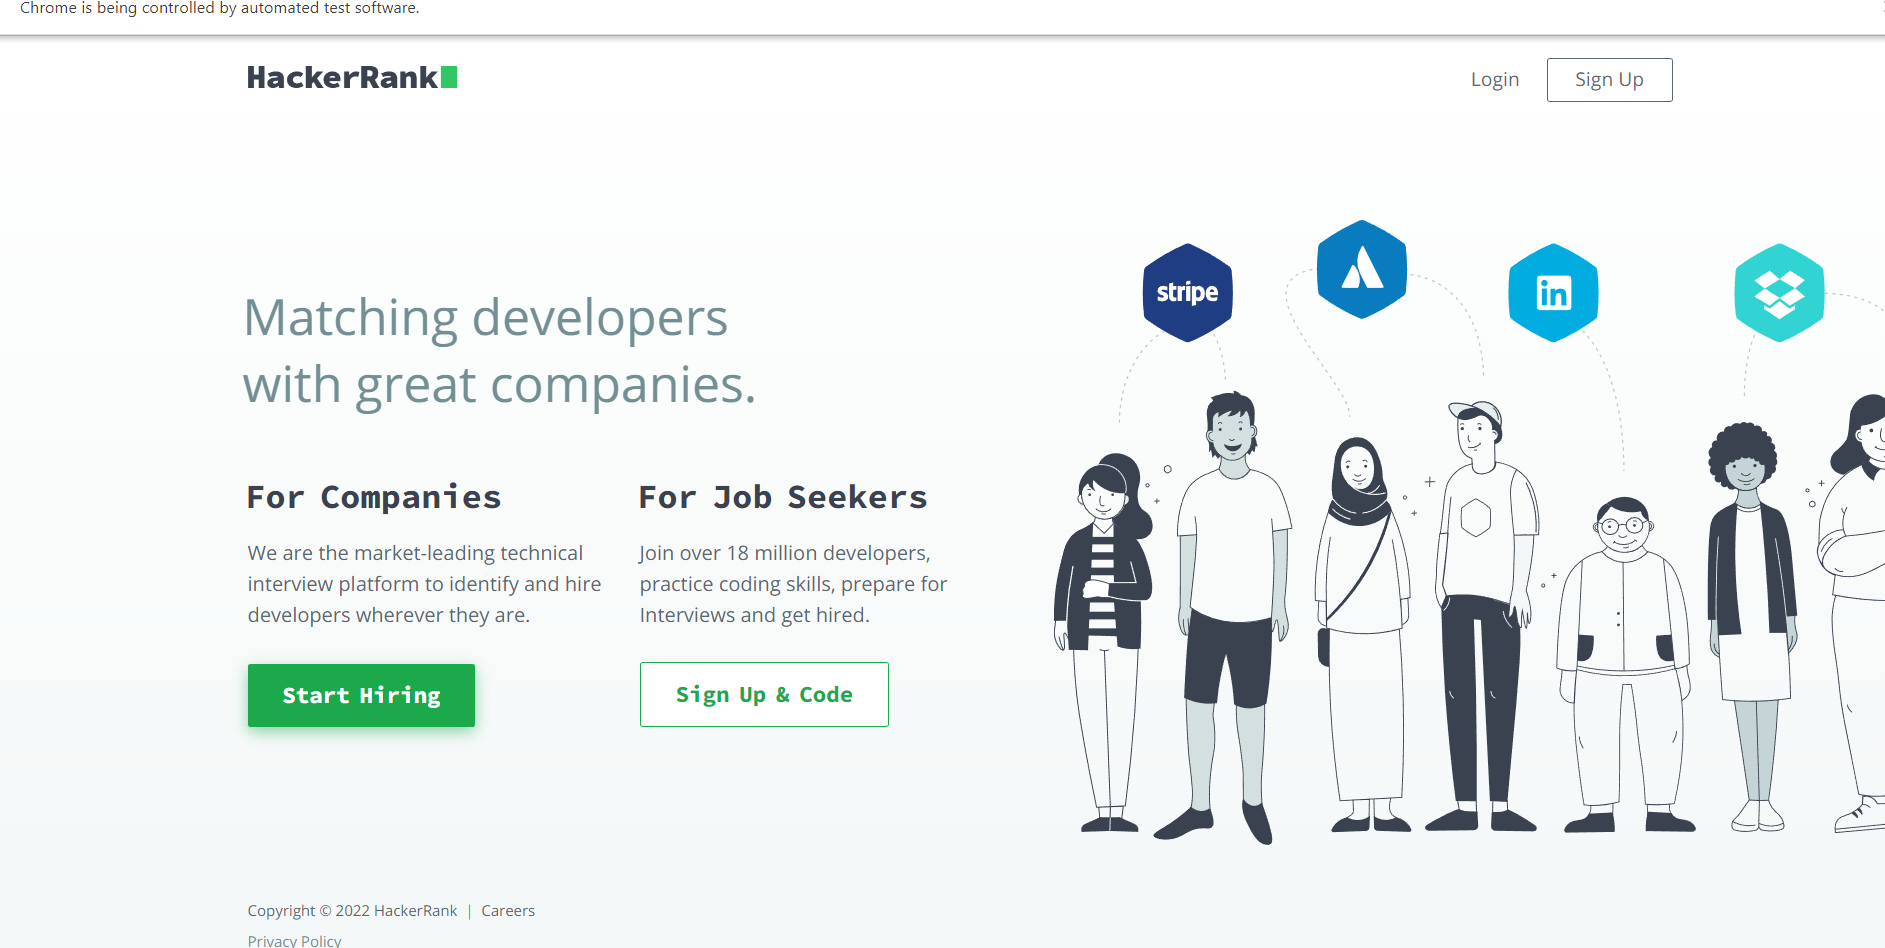 Chrome is being controlled by automated test software.
HackerRank
Login
Sign Up
stripe
in
Matching developers
with great companies.
For Companies
We are the market-leading technical
interview platform to identify and hire
developers wherever they are.
Start Hiring
For Job Seekers
Join over 18 million developers,
practice coding skills, prepare for
Interviews and get hired.
Sign Up & Code
Copyright © 2022 HackerRank | Careers
Privacy Policy